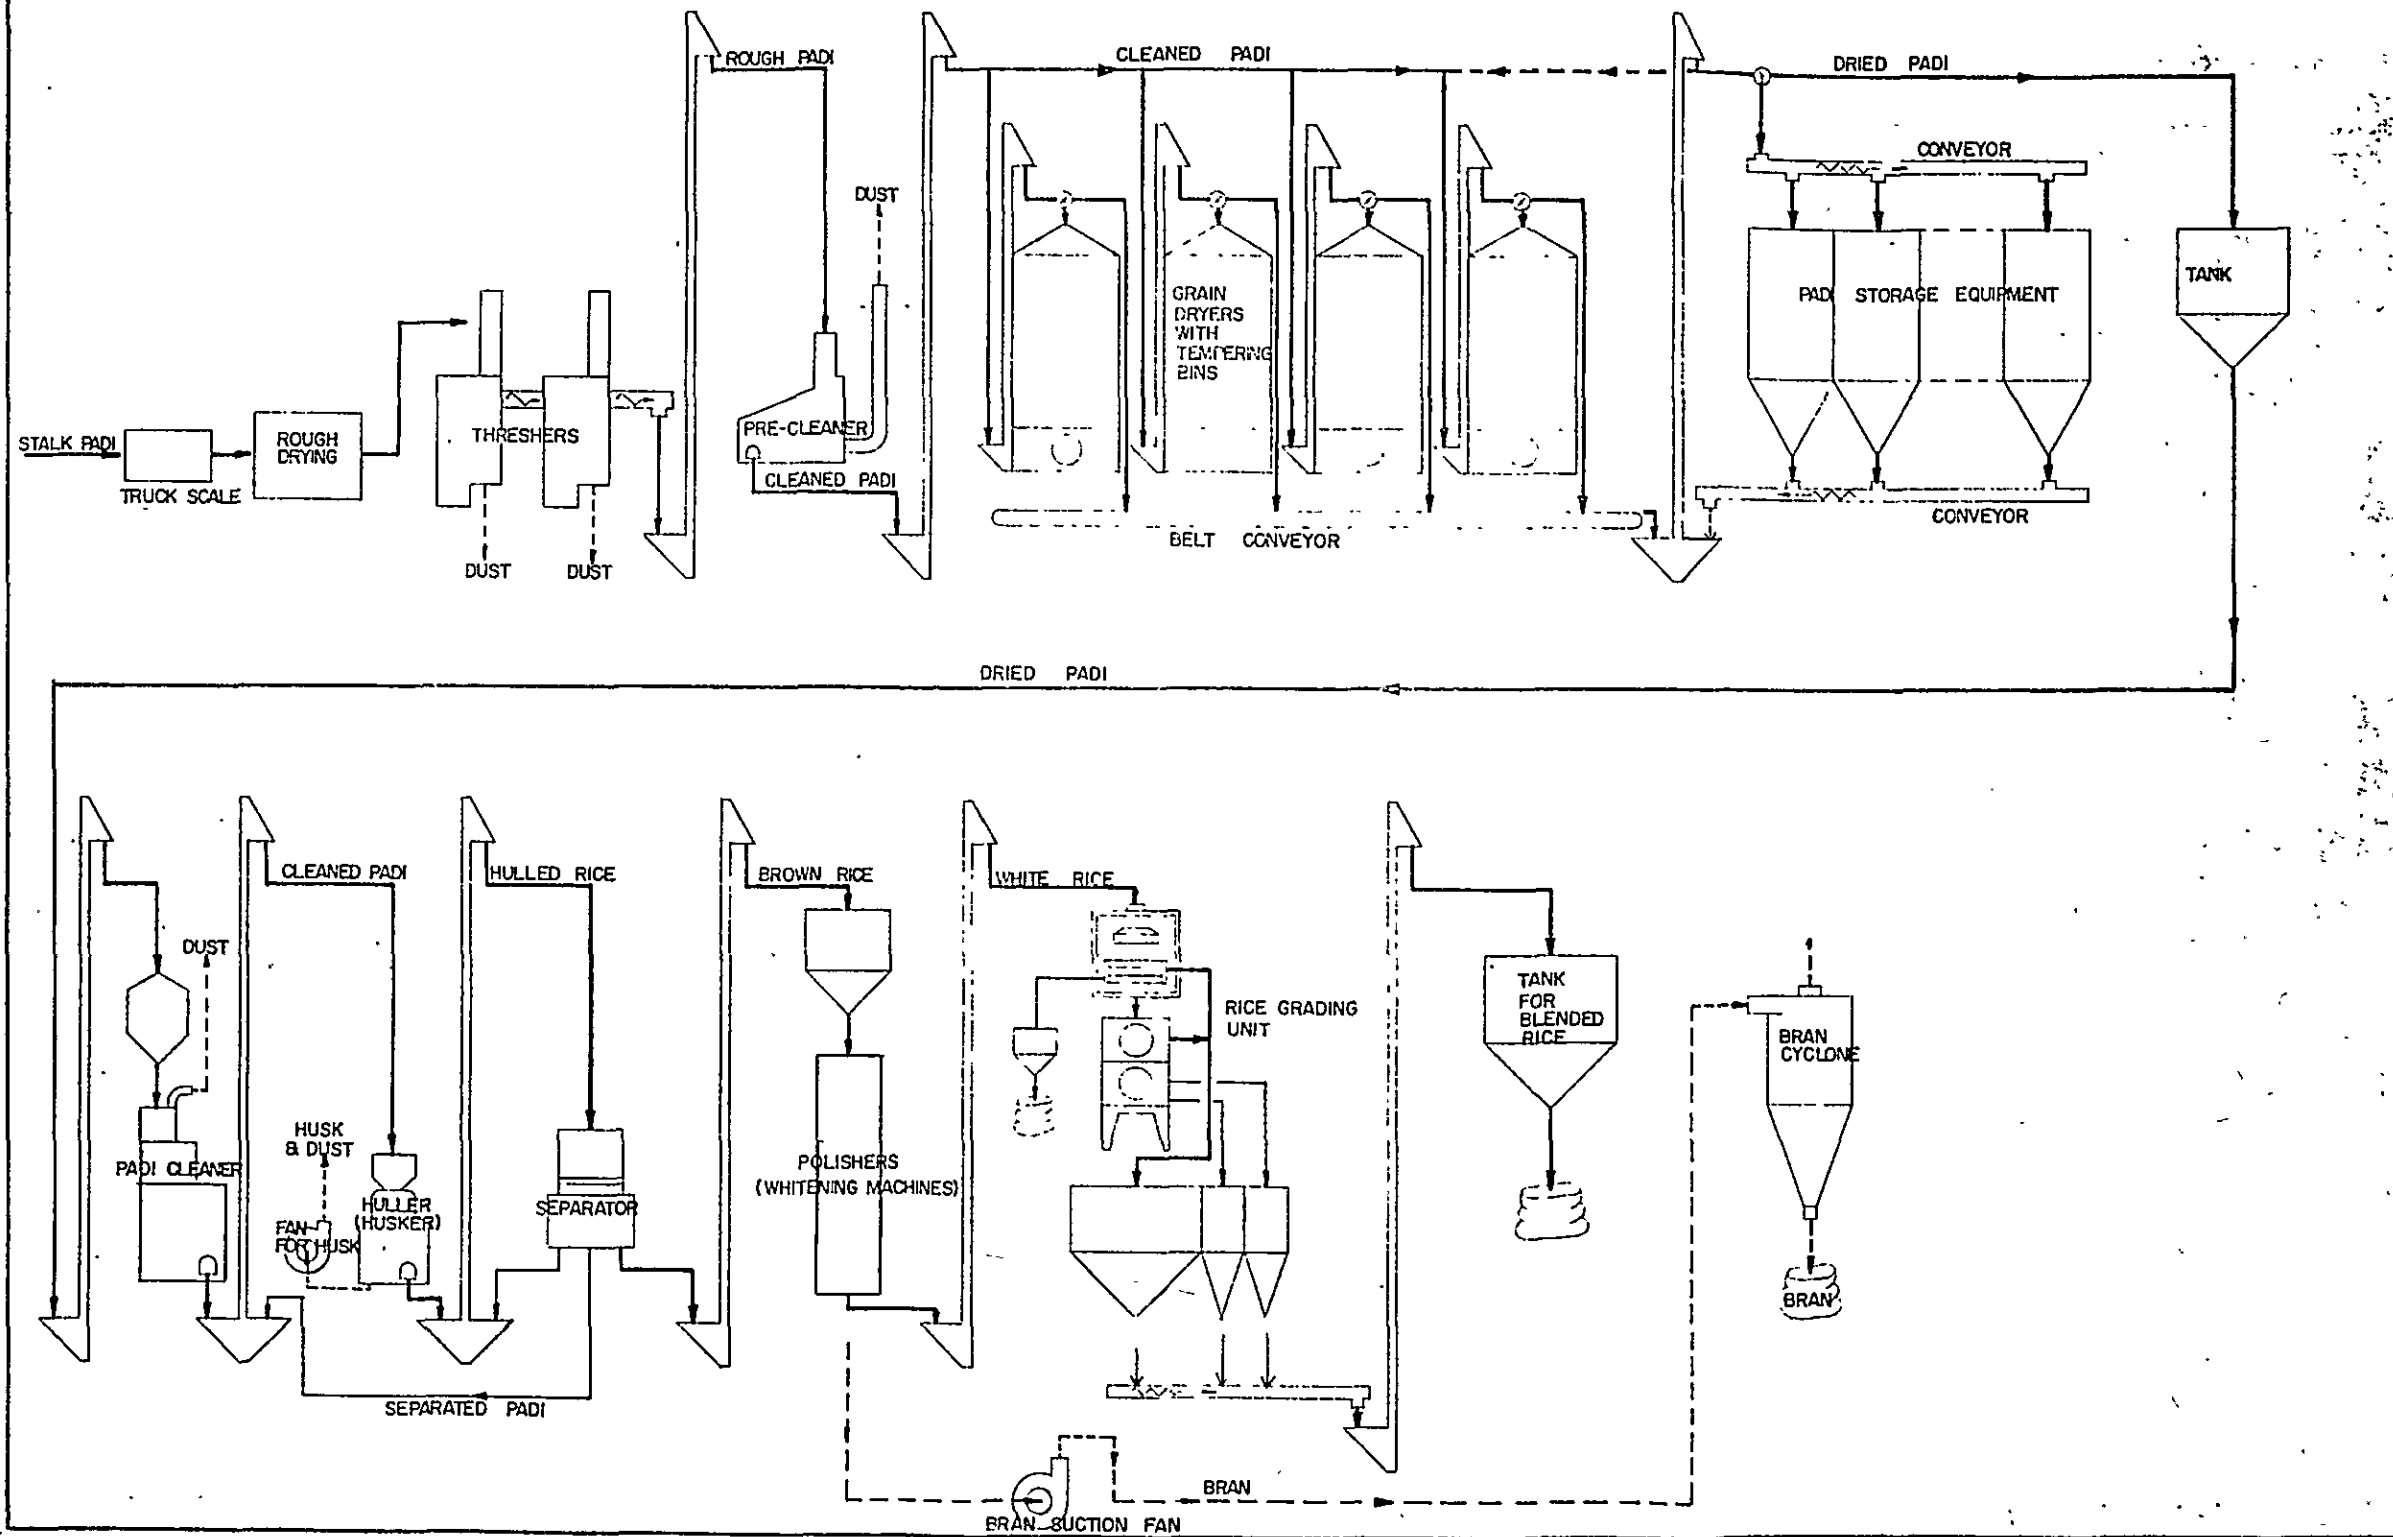 ROUGH PADI
CLEANED PADI
DRIED PADI
CONVEYOR
DUST
GRAIN
DRYERS
WITH
TEMPERING
BINS
PADI STORAGE EQUIPMENT
TANK
STALK PADI
TRUCK SCALE
ROUGH
DRYING
THRESHERS
PRE-CLEANER
CLEANED PADI
DUST
DUST
BELT CONVEYOR
CONVEYOR
DRIED PADI
CLEANED PADI
HULLED RICE
BROWN RICE
WHITE RICE
DUST
PADI CLEANER
HUSK
& DUST
FAN
FOR HUSK
HULLER
(HUSKER)
SEPARATOR
POLISHERS
(WHITENING MACHINES)
RICE GRADING
UNIT
TANK
FOR
BLENDED
RICE
BRAN
CYCLONE
BRAN
SEPARATED PADI
BRAN
BRAN SUCTION FAN